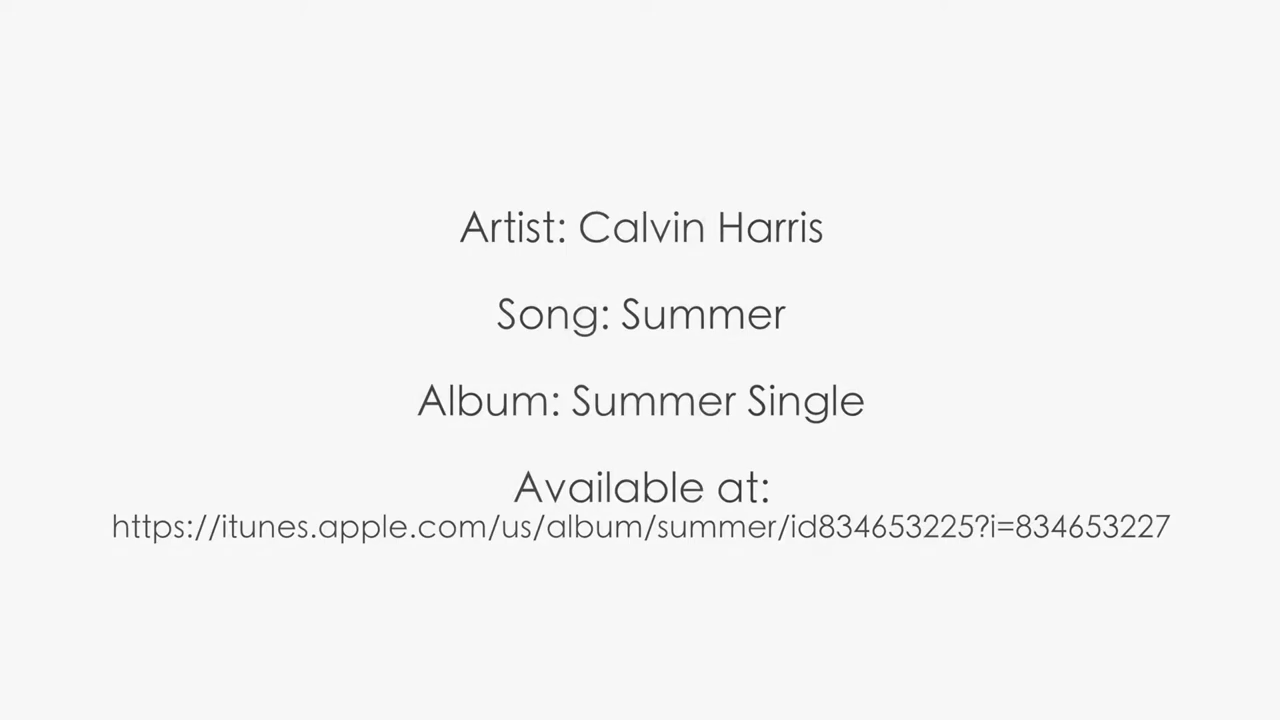 Artist: Calvin Harris
Song: Summer
Album: Summer Single
Available at:
https://itunes.apple.com/us/album/summer/id834653225?i=834653227